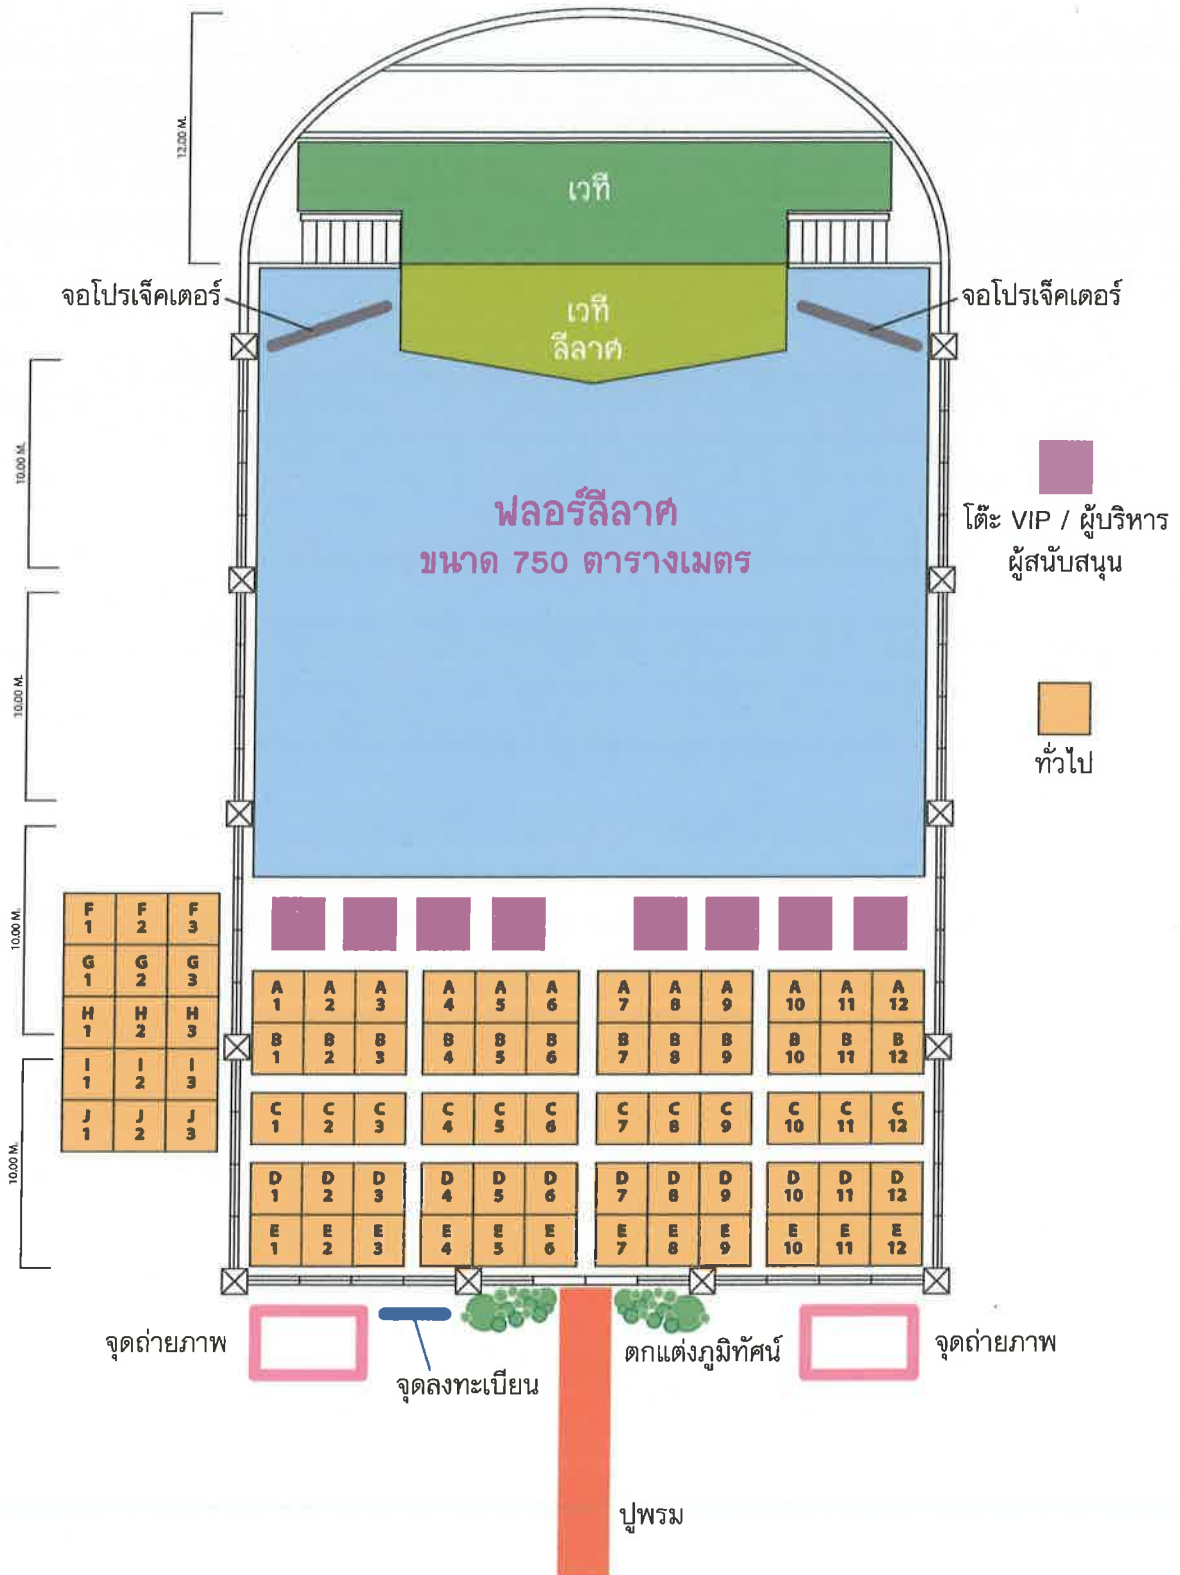 12.00 M.
เวที
จอโปรเจ็คเตอร์
เวที
ลีลาศ
จอโปรเจ็คเตอร์
10.00 M.
ฟลอร์ลีลาศ
ขนาด 750 ตารางเมตร
โต๊ะ VIP / ผู้บริหาร
ผู้สนับสนุน
10.00 M.
ทั่วไป
10.00 M.
F 1 F 2 F 3
G 1 G 2 G 3
H 1 H 2 H 3
I 1 I 2 I 3
J 1 J 2 J 3
A 1 A 2 A 3 A 4 A 5 A 6 A 7 A 8 A 9 A 10 A 11 A 12
B 1 B 2 B 3 B 4 B 5 B 6 B 7 B 8 B 9 B 10 B 11 B 12
10.00 M.
C 1 C 2 C 3 C 4 C 5 C 6 C 7 C 8 C 9 C 10 C 11 C 12
D 1 D 2 D 3 D 4 D 5 D 6 D 7 D 8 D 9 D 10 D 11 D 12
E 1 E 2 E 3 E 4 E 5 E 6 E 7 E 8 E 9 E 10 E 11 E 12
จุดถ่ายภาพ
จุดลงทะเบียน
ตกแต่งภูมิทัศน์
จุดถ่ายภาพ
ปูพรม